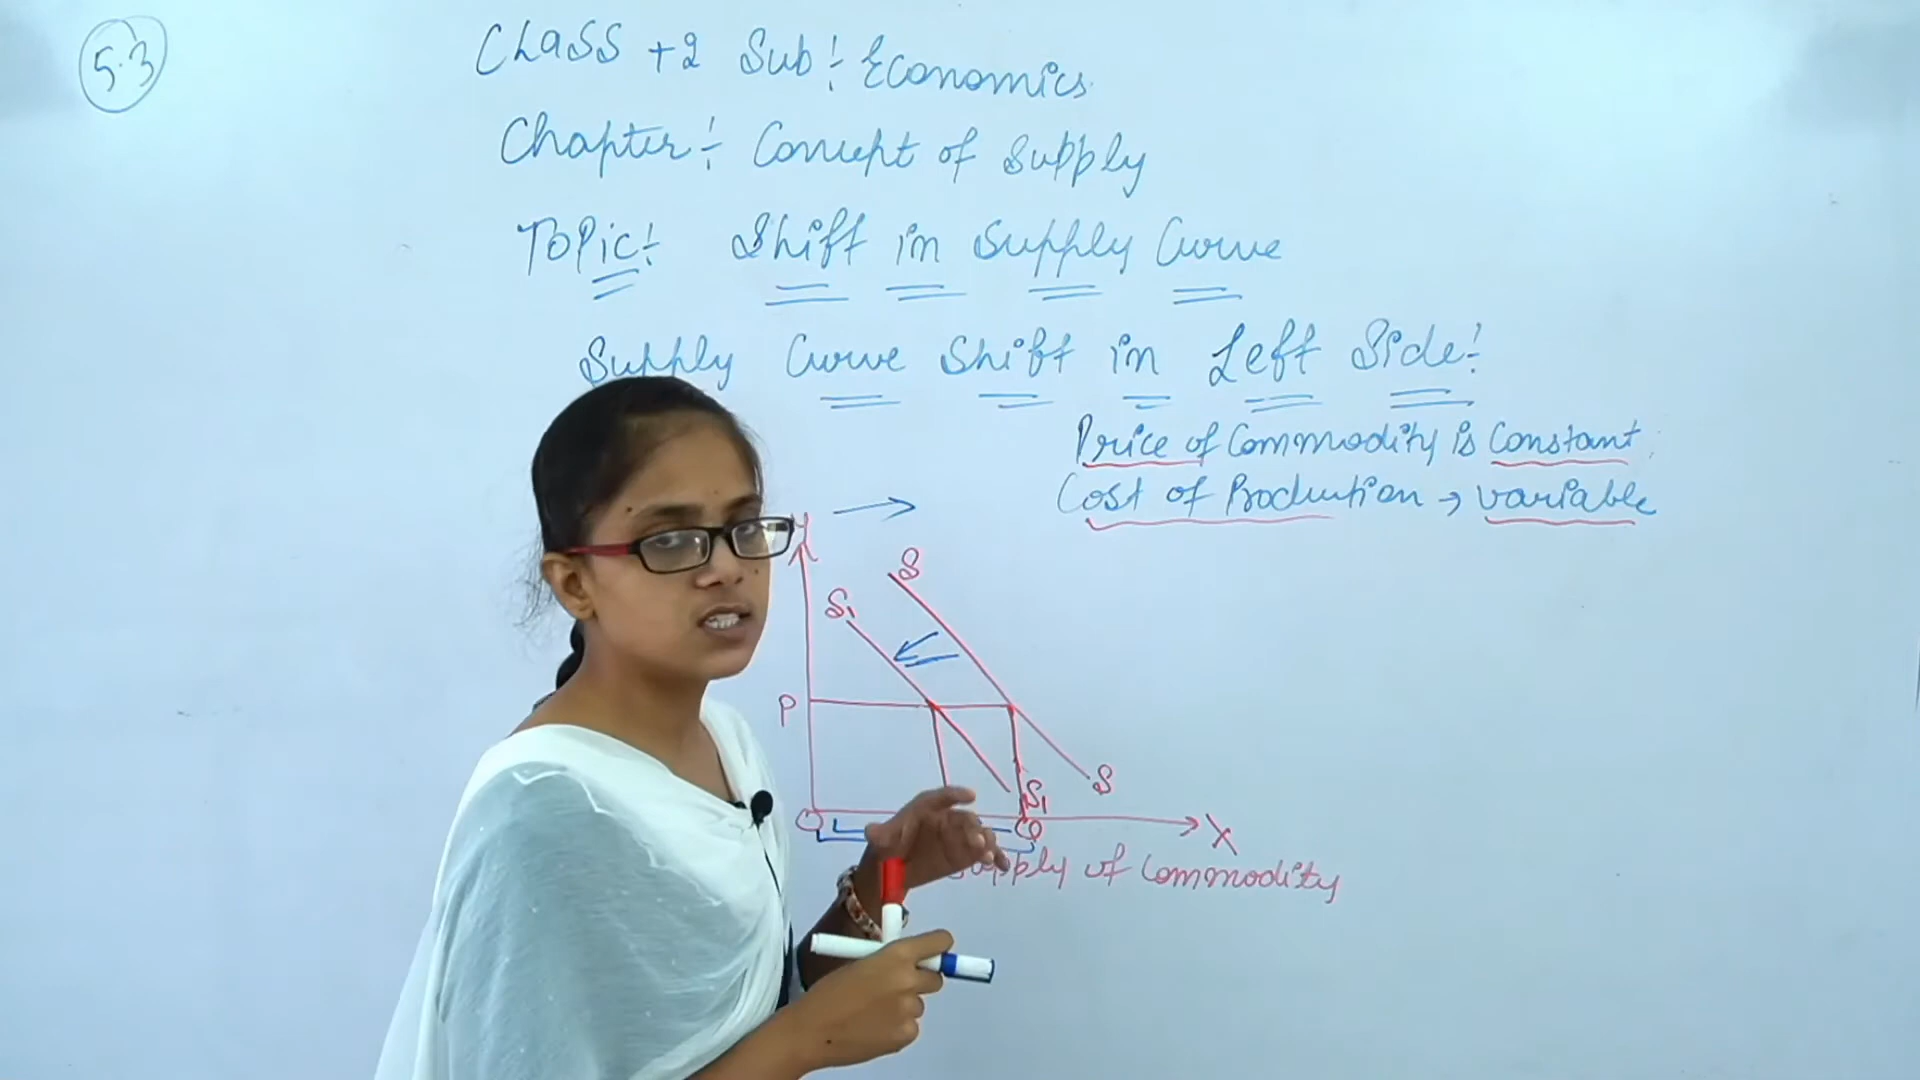 5.3
CLASS +2 Sub:- Economics
Chapter:- Concept of Supply
Topic:- Shift in Supply Curve
Supply Curve Shift in Left Side:-
Price of Commodity is Constant
Cost of Production → variable
Y
S
S1
P
S
S1
O
Q
X
Supply of Commodity